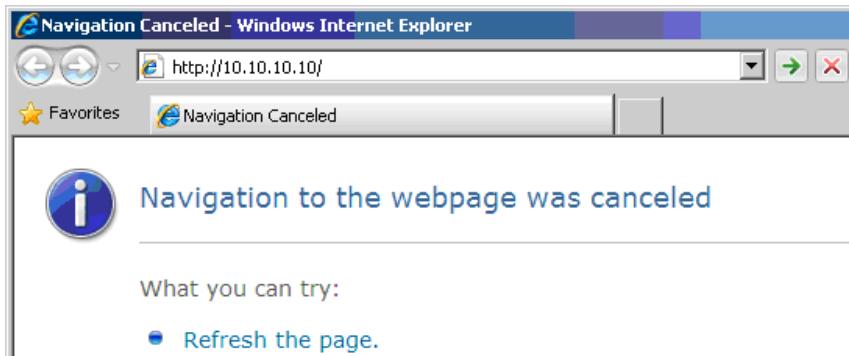 Navigation Canceled - Windows Internet Explorer
http://10.10.10.10/
Favorites
Navigation Canceled
Navigation to the webpage was canceled
What you can try:
Refresh the page.